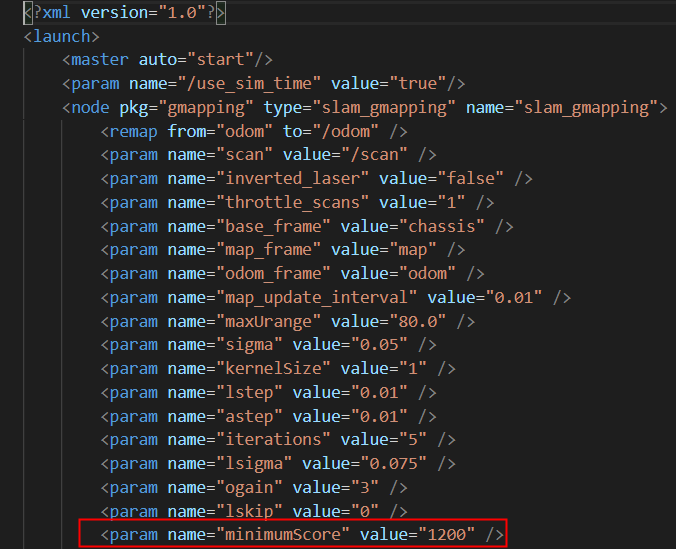 <?xml version="1.0"?>
<launch>
<master auto="start"/>
<param name="/use_sim_time" value="true"/>
<node pkg="gmapping" type="slam_gmapping" name="slam_gmapping">
<remap from="odom" to="/odom" />
<param name="scan" value="/scan" />
<param name="inverted_laser" value="false" />
<param name="throttle_scans" value="1" />
<param name="base_frame" value="chassis" />
<param name="map_frame" value="map" />
<param name="odom_frame" value="odom" />
<param name="map_update_interval" value="0.01" />
<param name="maxUrange" value="80.0" />
<param name="sigma" value="0.05" />
<param name="kernelSize" value="1" />
<param name="lstep" value="0.01" />
<param name="astep" value="0.01" />
<param name="iterations" value="5" />
<param name="lsigma" value="0.075" />
<param name="ogain" value="3" />
<param name="lskip" value="0" />
<param name="minimumScore" value="1200" />